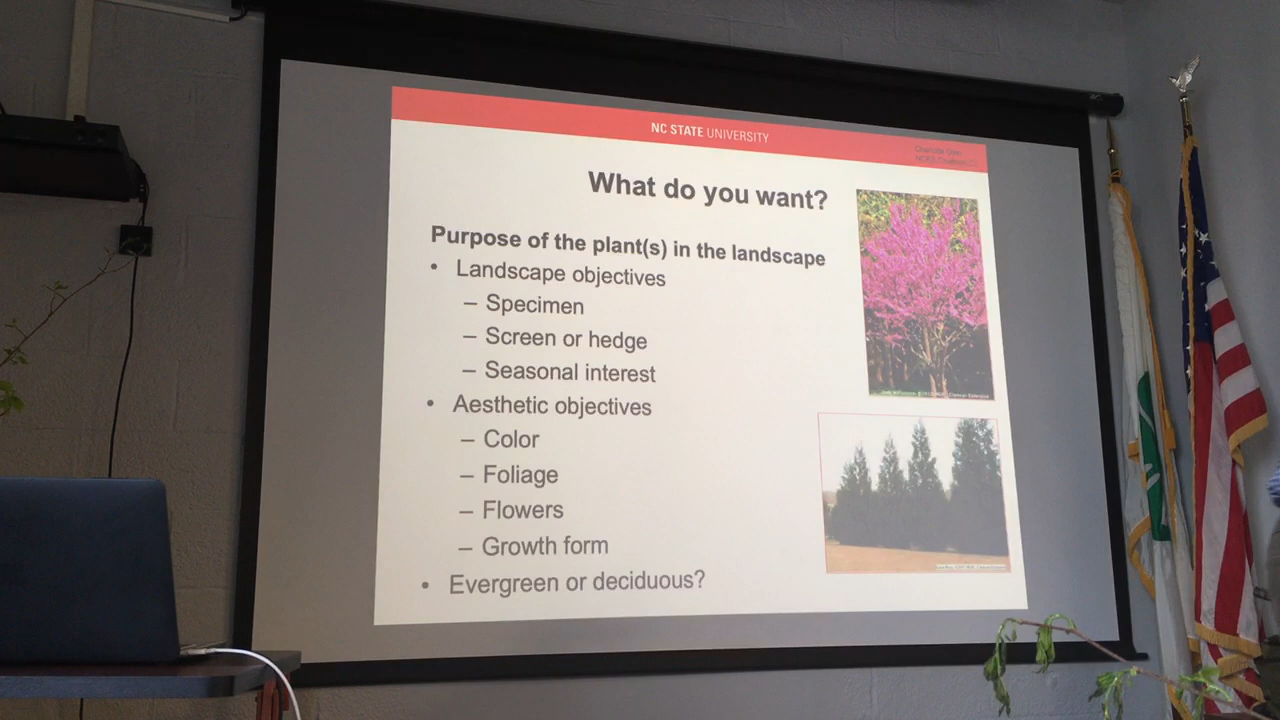 NC STATE UNIVERSITY
What do you want?
Purpose of the plant(s) in the landscape
• Landscape objectives
– Specimen
– Screen or hedge
– Seasonal interest
• Aesthetic objectives
– Color
– Foliage
– Flowers
– Growth form
• Evergreen or deciduous?